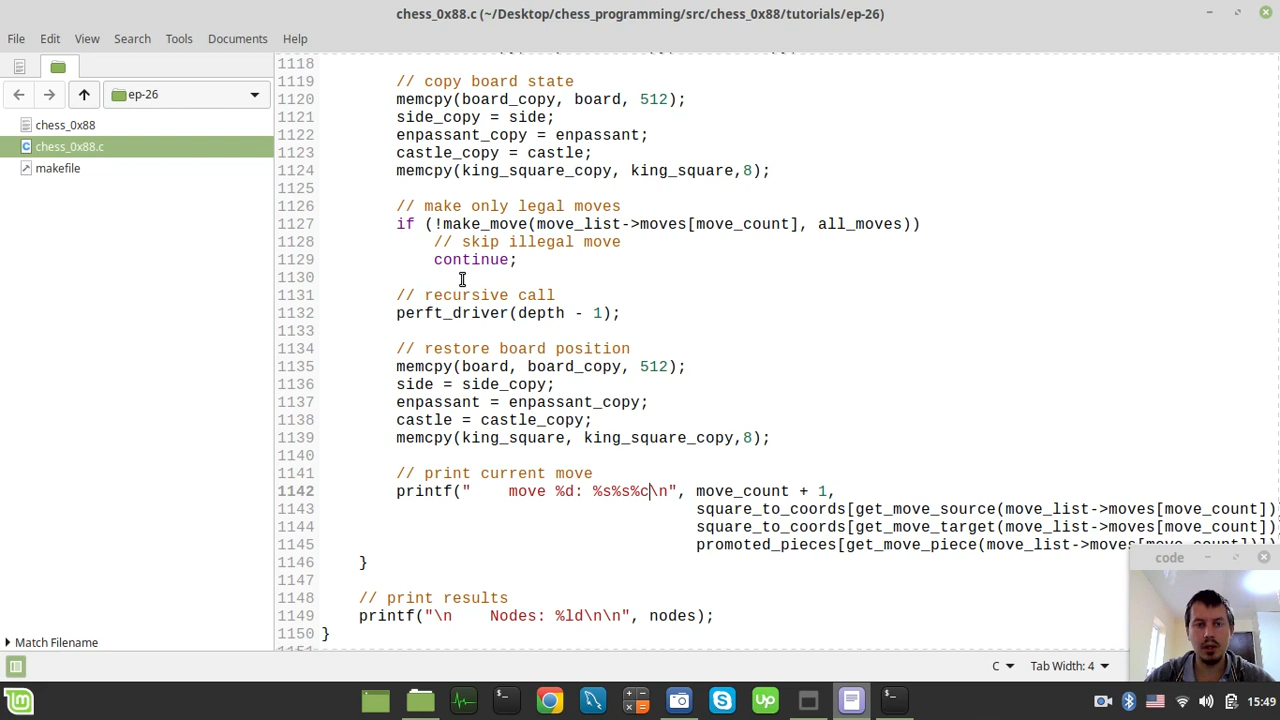 chess_0x88.c (~/Desktop/chess_programming/src/chess_0x88/tutorials/ep-26)
File Edit View Search Tools Documents Help
ep-26
chess_0x88
chess_0x88.c
makefile
Match Filename
1118
1119 // copy board state
1120 memcpy(board_copy, board, 512);
1121 side_copy = side;
1122 enpassant_copy = enpassant;
1123 castle_copy = castle;
1124 memcpy(king_square_copy, king_square,8);
1125
1126 // make only legal moves
1127 if (!make_move(move_list->moves[move_count], all_moves))
1128 // skip illegal move
1129 continue;
1130
1131 // recursive call
1132 perft_driver(depth - 1);
1133
1134 // restore board position
1135 memcpy(board, board_copy, 512);
1136 side = side_copy;
1137 enpassant = enpassant_copy;
1138 castle = castle_copy;
1139 memcpy(king_square, king_square_copy,8);
1140
1141 // print current move
1142 printf("    move %d: %s%s%c\n", move_count + 1,
1143 square_to_coords[get_move_source(move_list->moves[move_count])]
1144 square_to_coords[get_move_target(move_list->moves[move_count])]
1145 promoted_pieces[get_move_piece(move_list->moves[move_count])])
1146 }
1147
1148 // print results
1149 printf("\n    Nodes: %ld\n\n", nodes);
1150 }
code
C Tab Width: 4
Up
15:49